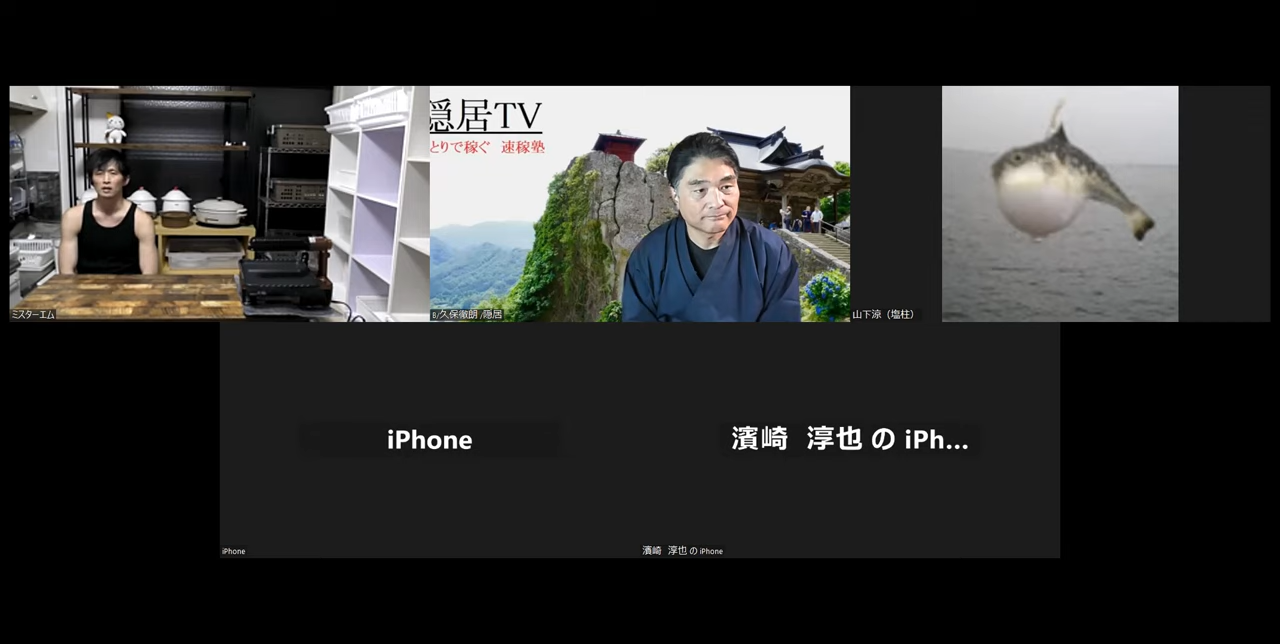 隠居TV
とりで稼ぐ 速稼塾
ミスターエム
8/久保徹朗 /隠居
山下涼（塩柱）
iPhone
濱崎 淳也 の iPh...
iPhone
濱崎 淳也 の iPhone